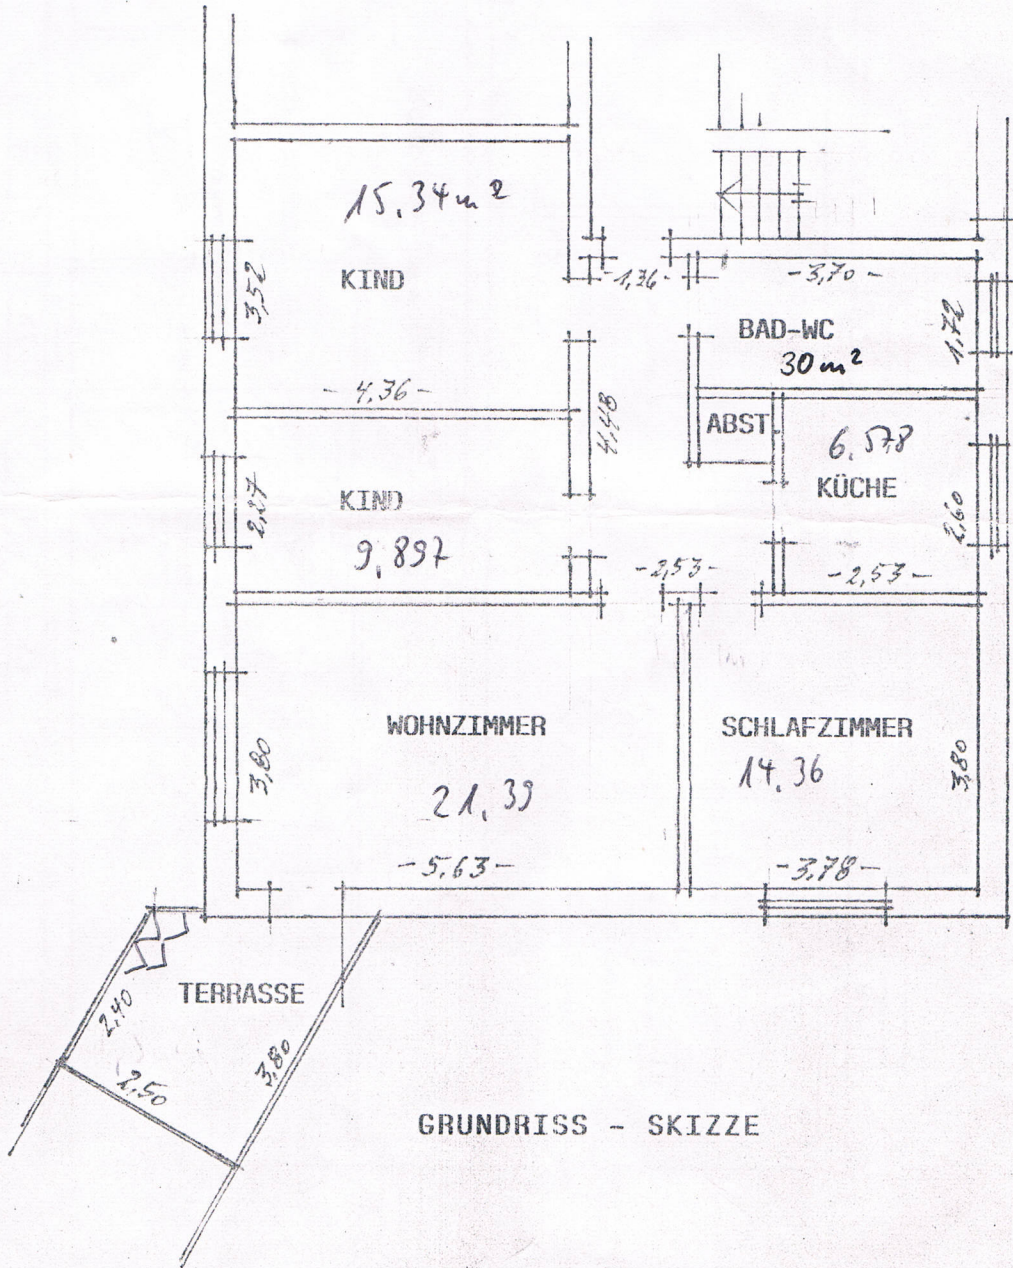 15.34m²
KIND
3,52
- 4,36 -
-1,36-
-3,70-
BAD-WC
30m²
1,72
ABST.
4,48
6.578
KÜCHE
2,60
-2,53-
KIND
9,897
2,27
-2,53-
WOHNZIMMER
21.39
3,80
-5,63-
SCHLAFZIMMER
14.36
3,80
-3,78-
TERRASSE
2,40
2,50
3,80
GRUNDRISS - SKIZZE